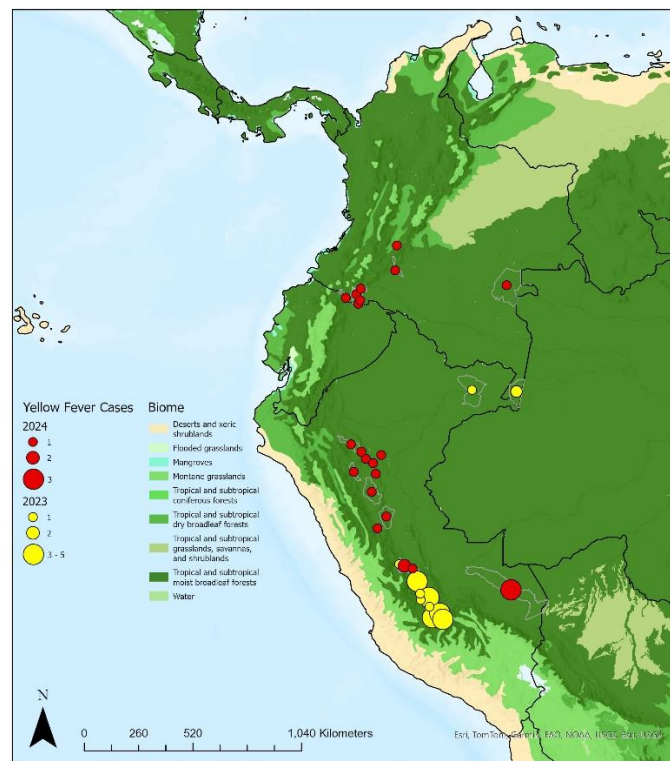 Yellow Fever Cases
2024
1
2
3
2023
1
2
3 - 5
Biome
Deserts and xeric
shrublands
Flooded grasslands
Mangroves
Montane grasslands
Tropical and subtropical
coniferous forests
Tropical and subtropical
dry broadleaf forests
Tropical and subtropical
grasslands, savannas,
and shrublands
Tropical and subtropical
moist broadleaf forests
Water
N
0 260 520 1,040 Kilometers
Esri, TomTom, Garmin, FAO, NOAA, USGS, Esri, USGS